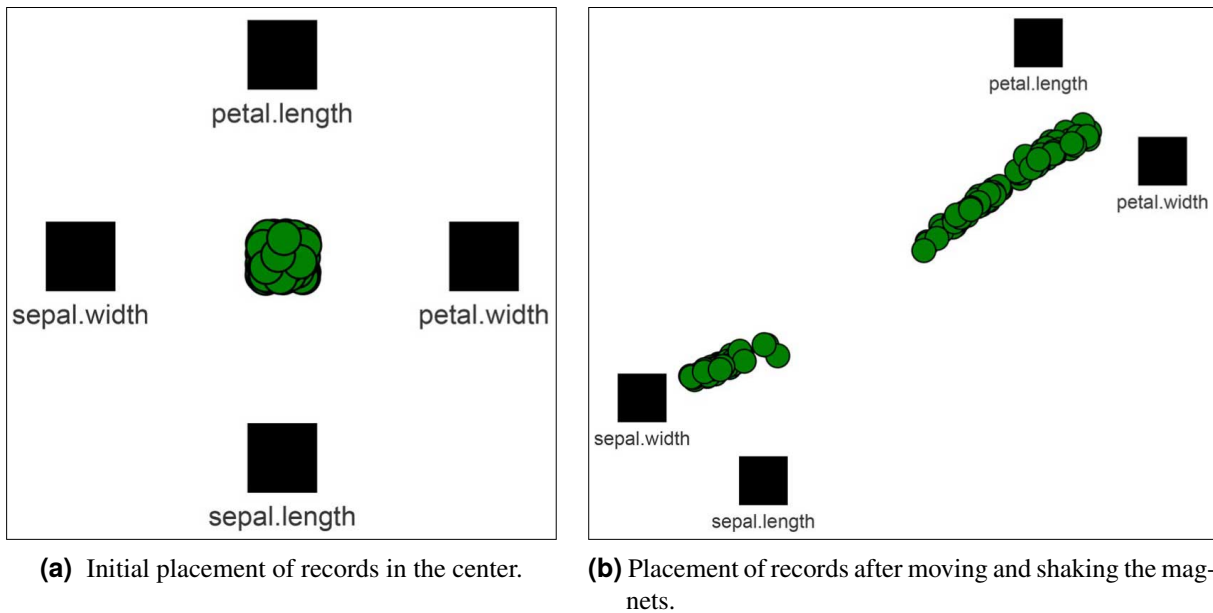 petal.length
sepal.width
petal.width
sepal.length
petal.length
petal.width
sepal.width
sepal.length
(a) Initial placement of records in the center.
(b) Placement of records after moving and shaking the mag-
nets.